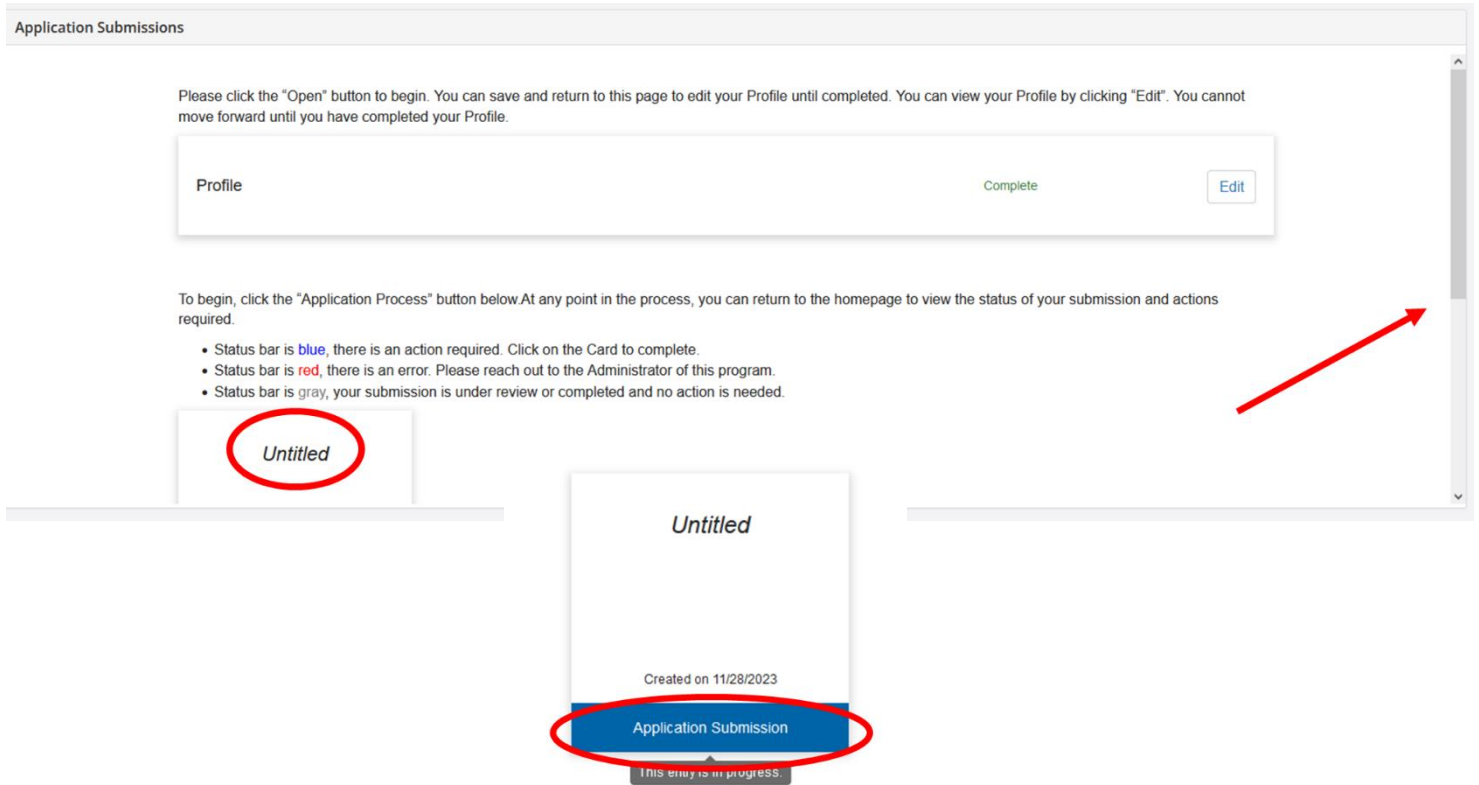 Application Submissions
Please click the “Open” button to begin. You can save and return to this page to edit your Profile until completed. You can view your Profile by clicking “Edit”. You cannot
move forward until you have completed your Profile.
Profile
Complete
Edit
To begin, click the “Application Process” button below.At any point in the process, you can return to the homepage to view the status of your submission and actions
required.
• Status bar is blue, there is an action required. Click on the Card to complete.
• Status bar is red, there is an error. Please reach out to the Administrator of this program.
• Status bar is gray, your submission is under review or completed and no action is needed.
Untitled
Untitled
Created on 11/28/2023
Application Submission
This entry is in progress.